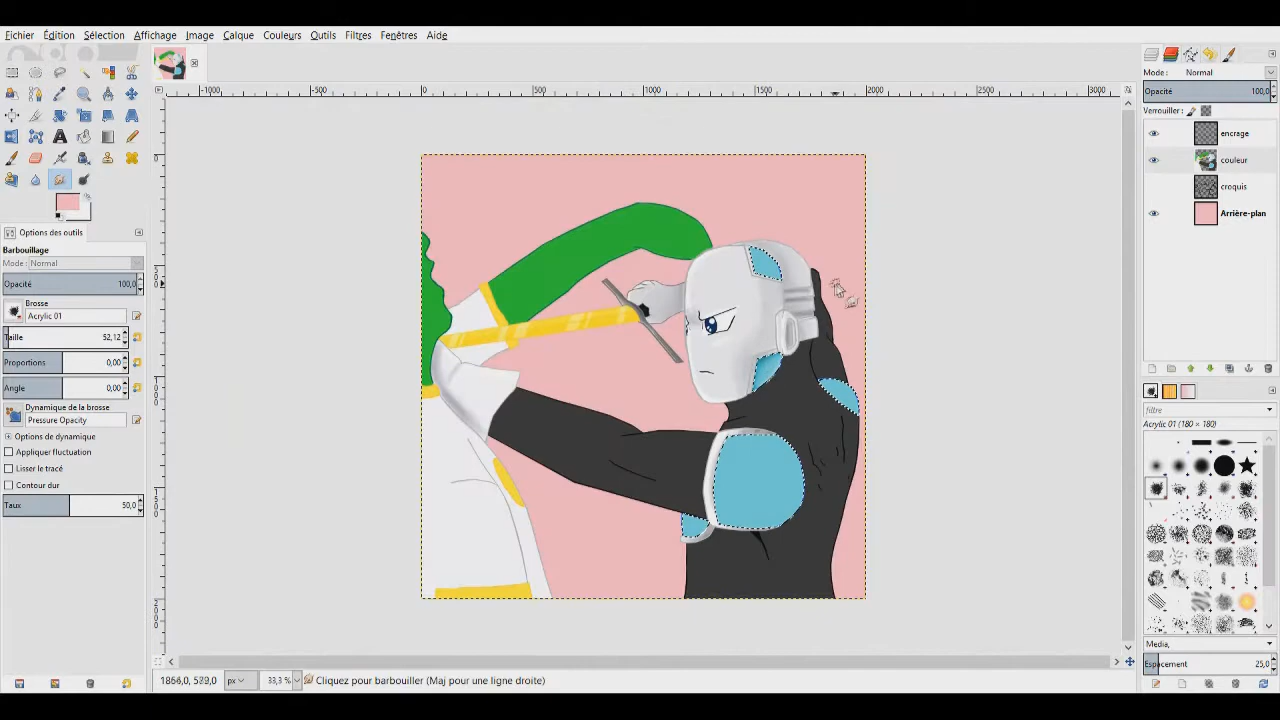 Fichier Édition Sélection Affichage Image Calque Couleurs Outils Filtres Fenêtres Aide
-1000 -500 0 500 1000 1500 2000 2500 3000
Mode : Normal
Opacité 100,0
Verrouiller :
encrage
couleur
croquis
Arrière-plan
Options des outils
Barbouillage
Mode : Normal
Opacité 100,0
Brosse
Acrylic 01
Taille 52,12
Proportions 0,00
Angle 0,00
Dynamique de la brosse
Pressure Opacity
Options de dynamique
Appliquer fluctuation
Lisser le tracé
Contour dur
Taux 50,0
filtre
Acrylic 01 (180 × 180)
Media,
Espacement 25,0
px 33,3 % Cliquez pour barbouiller (Maj pour une ligne droite)